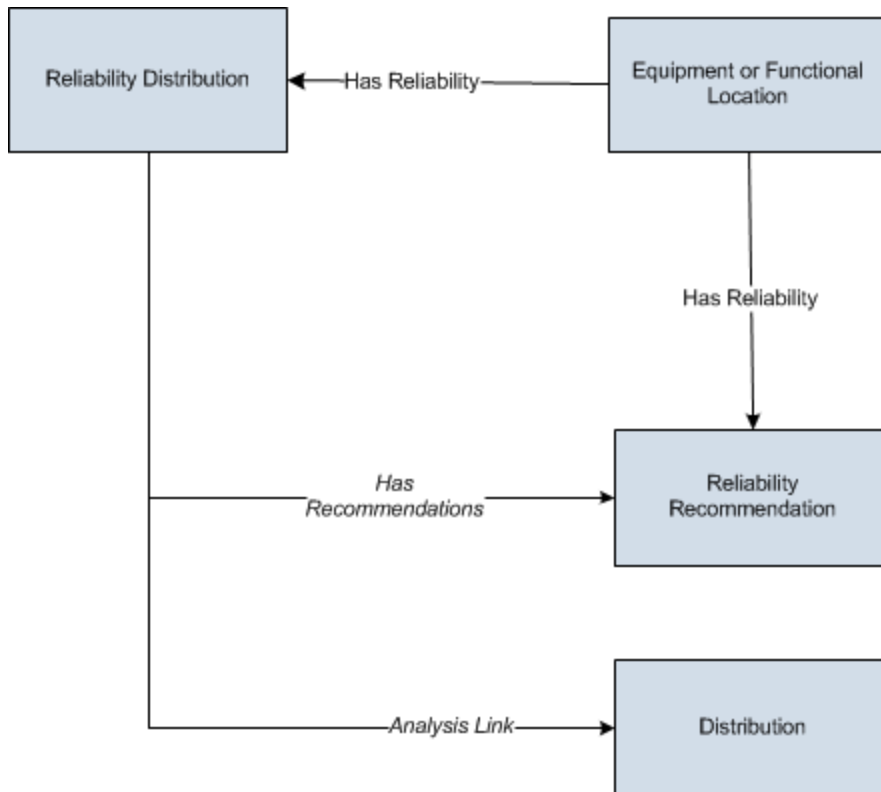 Reliability Distribution
Has Reliability
Equipment or Functional
Location
Has Reliability
Has
Recommendations
Reliability
Recommendation
Analysis Link
Distribution